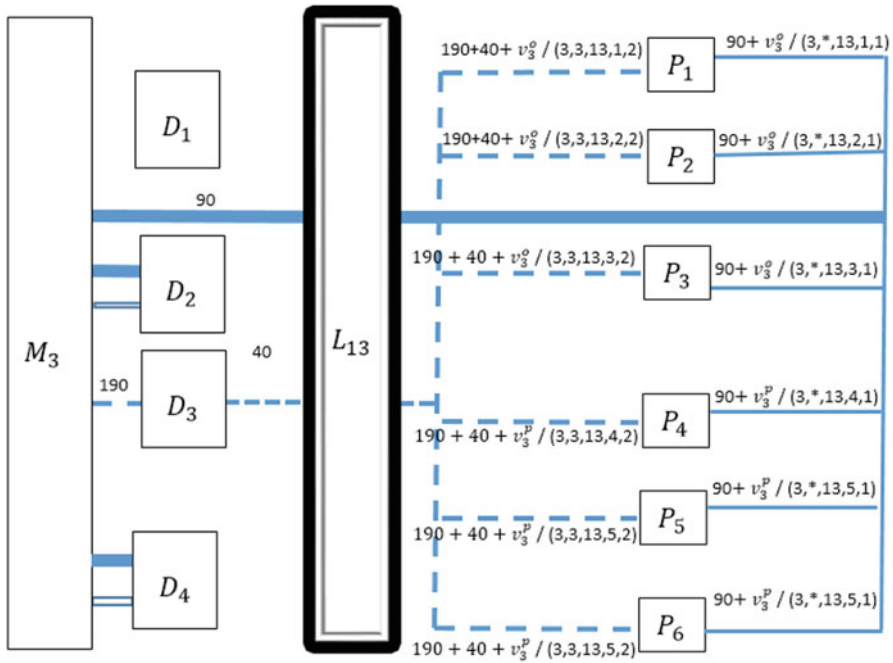 190+40+ v₃ᵒ / (3,3,13,1,2)
P₁
90+ v₃ᵒ / (3,*,13,1,1)
D₁
190+40+ v₃ᵒ / (3,3,13,2,2)
P₂
90+ v₃ᵒ / (3,*,13,2,1)
90
190 + 40 + v₃ᵒ / (3,3,13,3,2)
P₃
90+ v₃ᵒ / (3,*,13,3,1)
D₂
M₃
L₁₃
190
D₃
40
P₄
90+ v₃ᵖ / (3,*,13,4,1)
190 + 40 + v₃ᵖ / (3,3,13,4,2)
P₅
90+ v₃ᵖ / (3,*,13,5,1)
190 + 40 + v₃ᵖ / (3,3,13,5,2)
D₄
P₆
90+ v₃ᵖ / (3,*,13,5,1)
190 + 40 + v₃ᵖ / (3,3,13,5,2)